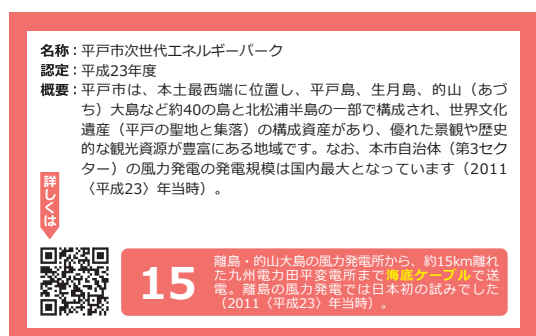 名称：平戸市次世代エネルギーパーク
認定：平成23年度
概要：平戸市は、本土最西端に位置し、平戸島、生月島、的山（あづ
ち）大島など約40の島と北松浦半島の一部で構成され、世界文化
遺産（平戸の聖地と集落）の構成資産があり、優れた景観や歴史
的な観光資源が豊富にある地域です。なお、本市自治体（第3セク
ター）の風力発電の発電規模は国内最大となっています（2011
〈平成23〉年当時）。
詳しくは
15
離島・的山大島の風力発電所から、約15km離れ
た九州電力田平変電所まで海底ケーブルで送
電。離島の風力発電では日本初の試みでした
（2011〈平成23〉年当時）。